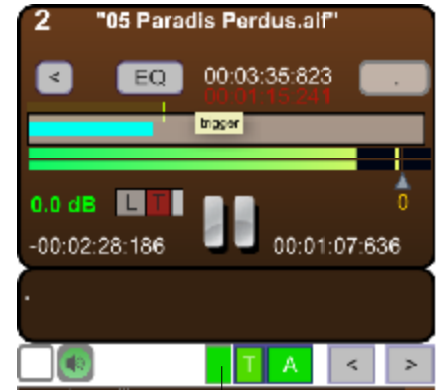 2 "05 Paradis Perdus.aif"
< EQ 00:03:35:823 .
00:01:15:241
trigger
0.0 dB L T 0
-00:02:28:186 00:01:07:636
.
T A < >